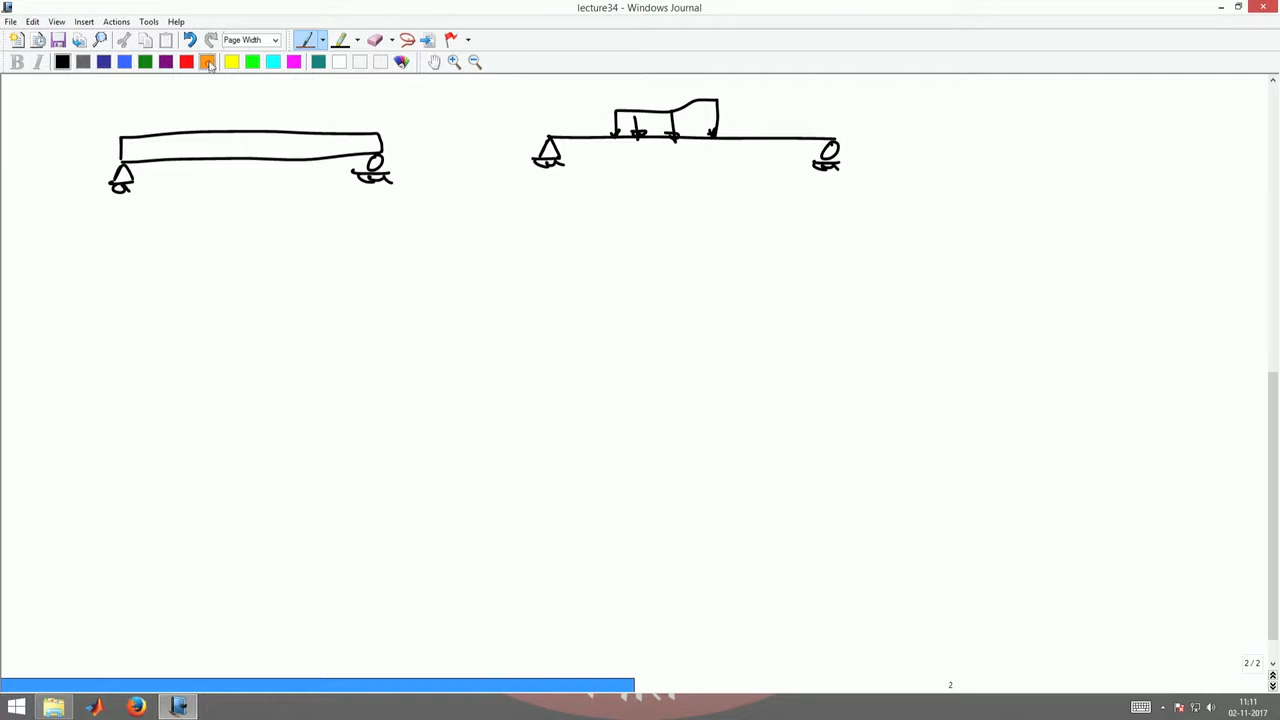 lecture34 - Windows Journal
File Edit View Insert Actions Tools Help
Page Width
B I
2 / 2
2
11:11
02-11-2017